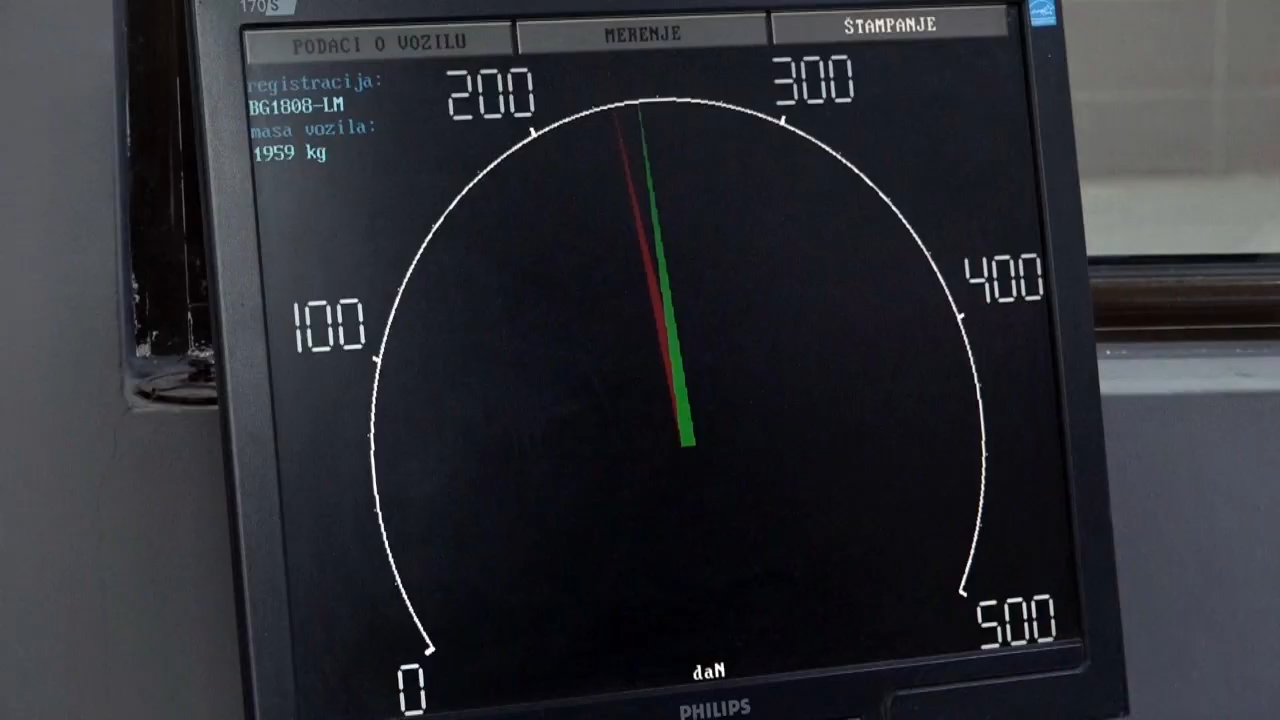 170S
PODACI O VOZILU
MERENJE
ŠTAMPANJE
registracija:
BG1808-LM
masa vozila:
1959 kg
200
300
100
400
0
500
daN
PHILIPS